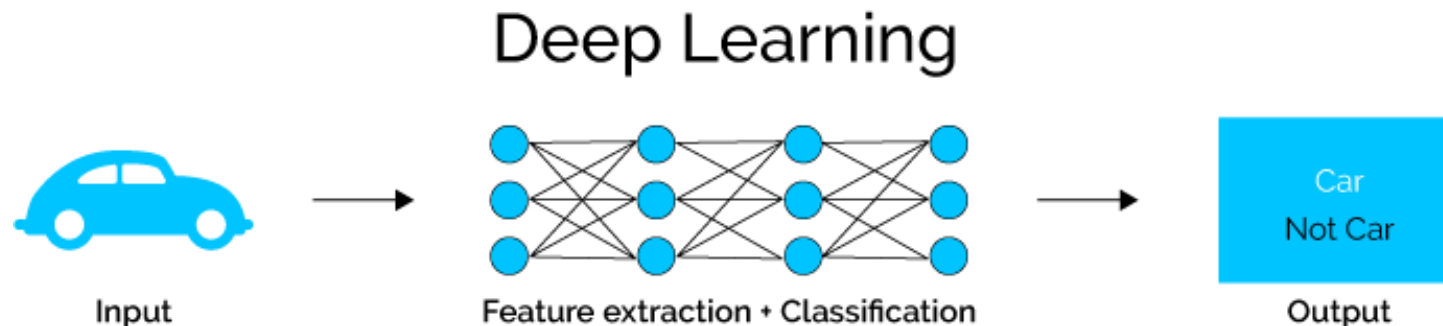 Deep Learning
Car
Not Car
Input
Feature extraction + Classification
Output